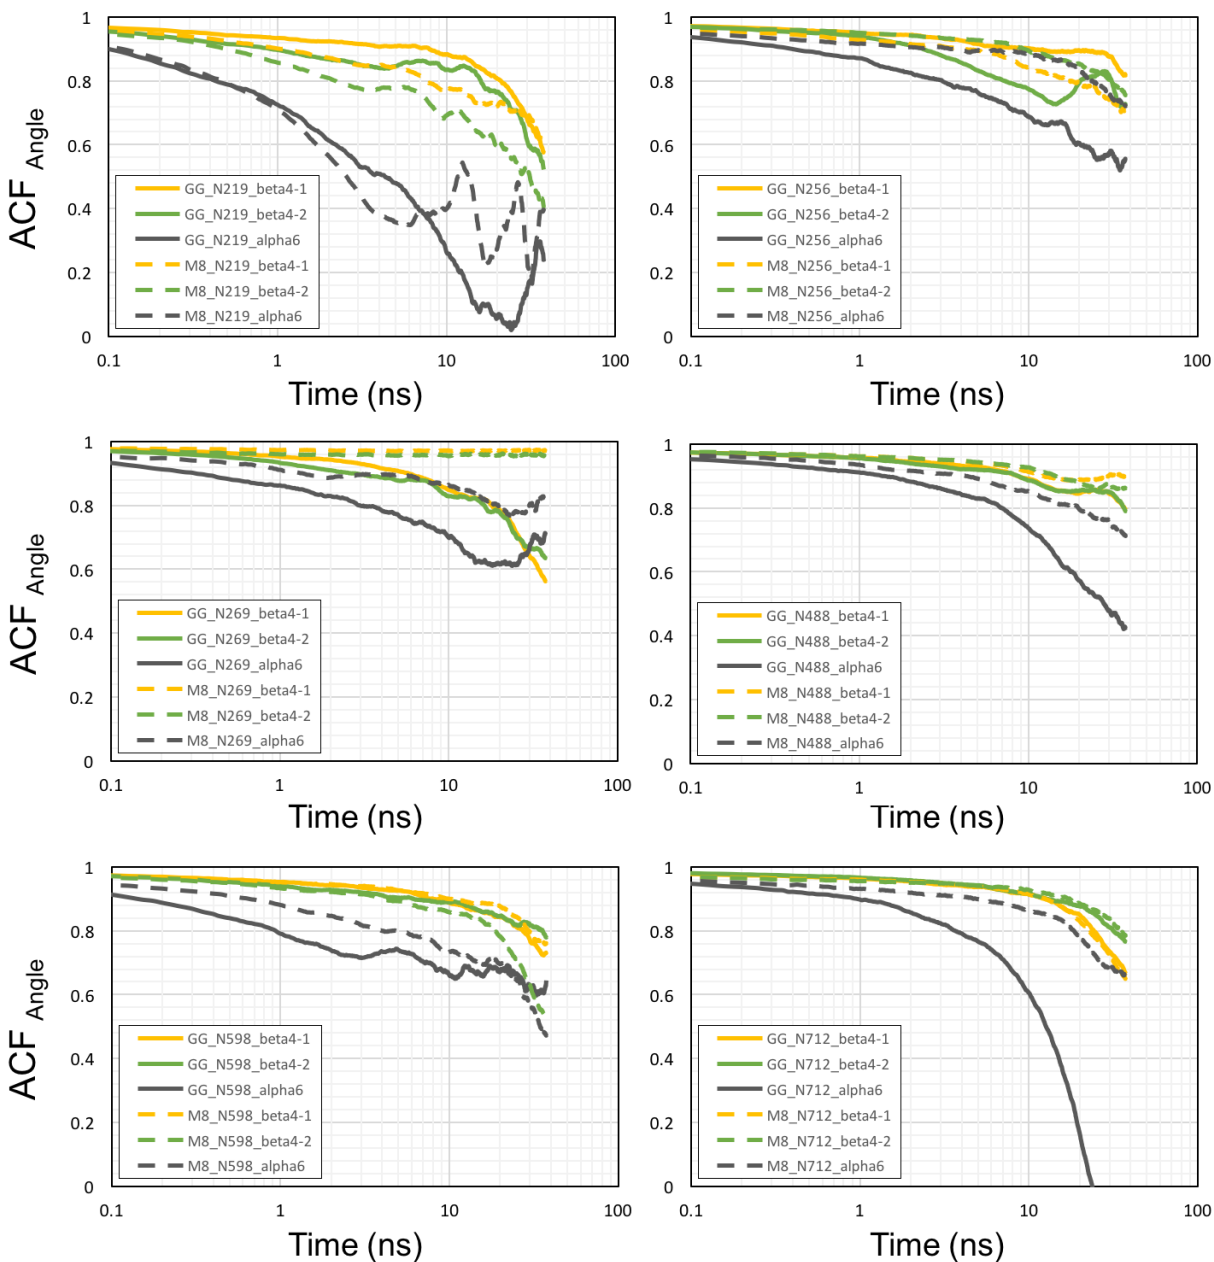 ACF Angle
1
0.8
0.6
0.4
0.2
0
GG_N219_beta4-1
GG_N219_beta4-2
GG_N219_alpha6
M8_N219_beta4-1
M8_N219_beta4-2
M8_N219_alpha6
0.1 1 10 100
Time (ns)
1
0.8
0.6
0.4
0.2
0
GG_N256_beta4-1
GG_N256_beta4-2
GG_N256_alpha6
M8_N256_beta4-1
M8_N256_beta4-2
M8_N256_alpha6
0.1 1 10 100
Time (ns)
ACF Angle
1
0.8
0.6
0.4
0.2
0
GG_N269_beta4-1
GG_N269_beta4-2
GG_N269_alpha6
M8_N269_beta4-1
M8_N269_beta4-2
M8_N269_alpha6
0.1 1 10 100
Time (ns)
1
0.8
0.6
0.4
0.2
0
GG_N488_beta4-1
GG_N488_beta4-2
GG_N488_alpha6
M8_N488_beta4-1
M8_N488_beta4-2
M8_N488_alpha6
0.1 1 10 100
Time (ns)
ACF Angle
1
0.8
0.6
0.4
0.2
0
GG_N598_beta4-1
GG_N598_beta4-2
GG_N598_alpha6
M8_N598_beta4-1
M8_N598_beta4-2
M8_N598_alpha6
0.1 1 10 100
Time (ns)
1
0.8
0.6
0.4
0.2
0
GG_N712_beta4-1
GG_N712_beta4-2
GG_N712_alpha6
M8_N712_beta4-1
M8_N712_beta4-2
M8_N712_alpha6
0.1 1 10 100
Time (ns)